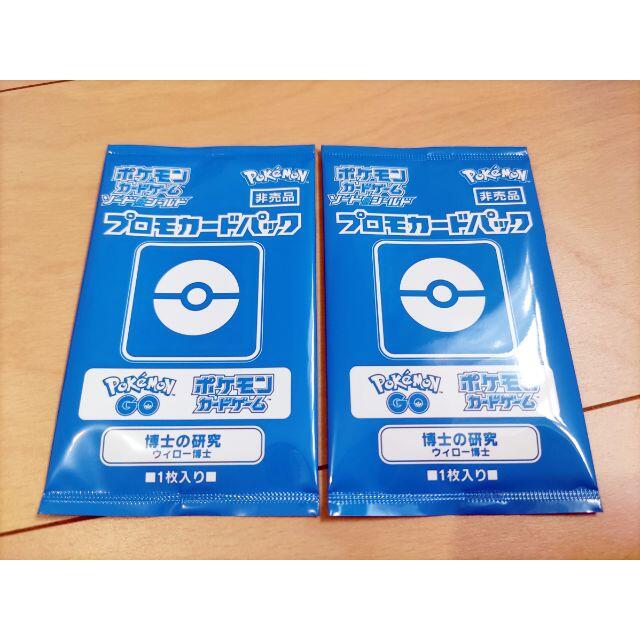 ポケモン
カードゲーム
ソード&シールド
POKÉMON
非売品
プロモカードパック
POKÉMON
GO
ポケモン
カードゲーム
博士の研究
ウィロー博士
■1枚入り■
ポケモン
カードゲーム
ソード&シールド
POKÉMON
非売品
プロモカードパック
POKÉMON
GO
ポケモン
カードゲーム
博士の研究
ウィロー博士
■1枚入り■